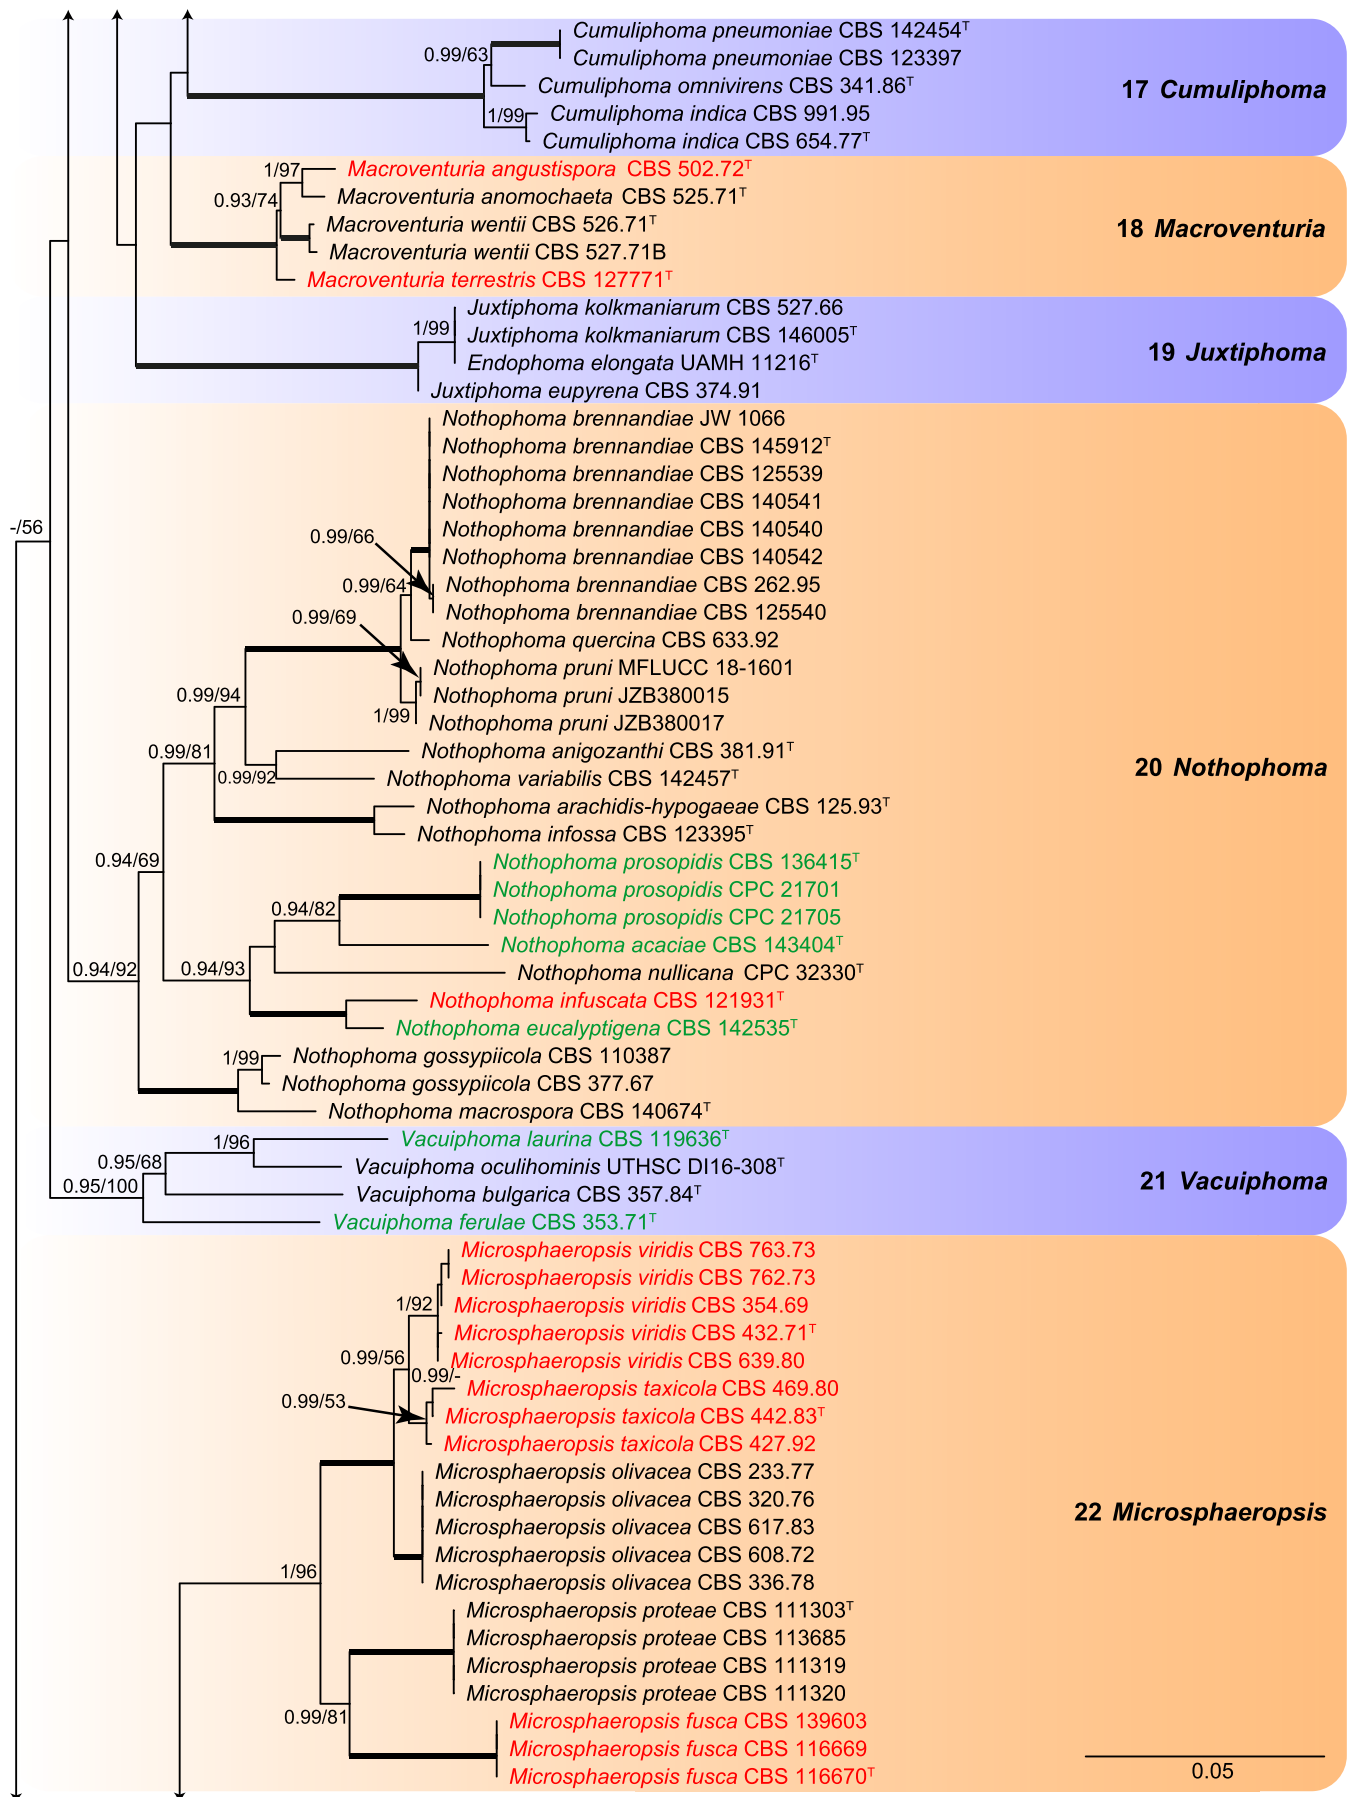 Cumuliphoma pneumoniae CBS 142454ᵀ
0.99/63
Cumuliphoma pneumoniae CBS 123397
Cumuliphoma omnivirens CBS 341.86ᵀ
17 Cumuliphoma
1/99
Cumuliphoma indica CBS 991.95
Cumuliphoma indica CBS 654.77ᵀ
1/97
Macroventuria angustispora CBS 502.72ᵀ
0.93/74
Macroventuria anomochaeta CBS 525.71ᵀ
Macroventuria wentii CBS 526.71ᵀ
18 Macroventuria
Macroventuria wentii CBS 527.71B
Macroventuria terrestris CBS 127771ᵀ
Juxtiphoma kolkmaniarum CBS 527.66
1/99
Juxtiphoma kolkmaniarum CBS 146005ᵀ
19 Juxtiphoma
Endophoma elongata UAMH 11216ᵀ
Juxtiphoma eupyrena CBS 374.91
Nothophoma brennandiae JW 1066
Nothophoma brennandiae CBS 145912ᵀ
Nothophoma brennandiae CBS 125539
Nothophoma brennandiae CBS 140541
-/56
Nothophoma brennandiae CBS 140540
0.99/66
Nothophoma brennandiae CBS 140542
0.99/64
Nothophoma brennandiae CBS 262.95
Nothophoma brennandiae CBS 125540
0.99/69
Nothophoma quercina CBS 633.92
Nothophoma pruni MFLUCC 18-1601
0.99/94
Nothophoma pruni JZB380015
1/99
Nothophoma pruni JZB380017
0.99/81
Nothophoma anigozanthi CBS 381.91ᵀ
20 Nothophoma
0.99/92
Nothophoma variabilis CBS 142457ᵀ
Nothophoma arachidis-hypogaeae CBS 125.93ᵀ
Nothophoma infossa CBS 123395ᵀ
0.94/69
Nothophoma prosopidis CBS 136415ᵀ
Nothophoma prosopidis CPC 21701
0.94/82
Nothophoma prosopidis CPC 21705
Nothophoma acaciae CBS 143404ᵀ
0.94/92
0.94/93
Nothophoma nullicana CPC 32330ᵀ
Nothophoma infuscata CBS 121931ᵀ
Nothophoma eucalyptigena CBS 142535ᵀ
1/99
Nothophoma gossypiicola CBS 110387
Nothophoma gossypiicola CBS 377.67
Nothophoma macrospora CBS 140674ᵀ
1/96
Vacuiphoma laurina CBS 119636ᵀ
0.95/68
Vacuiphoma oculihominis UTHSC DI16-308ᵀ
21 Vacuiphoma
0.95/100
Vacuiphoma bulgarica CBS 357.84ᵀ
Vacuiphoma ferulae CBS 353.71ᵀ
Microsphaeropsis viridis CBS 763.73
Microsphaeropsis viridis CBS 762.73
1/92
Microsphaeropsis viridis CBS 354.69
Microsphaeropsis viridis CBS 432.71ᵀ
0.99/56
Microsphaeropsis viridis CBS 639.80
0.99/-
Microsphaeropsis taxicola CBS 469.80
0.99/53
Microsphaeropsis taxicola CBS 442.83ᵀ
Microsphaeropsis taxicola CBS 427.92
Microsphaeropsis olivacea CBS 233.77
Microsphaeropsis olivacea CBS 320.76
22 Microsphaeropsis
Microsphaeropsis olivacea CBS 617.83
Microsphaeropsis olivacea CBS 608.72
1/96
Microsphaeropsis olivacea CBS 336.78
Microsphaeropsis proteae CBS 111303ᵀ
Microsphaeropsis proteae CBS 113685
Microsphaeropsis proteae CBS 111319
Microsphaeropsis proteae CBS 111320
0.99/81
Microsphaeropsis fusca CBS 139603
Microsphaeropsis fusca CBS 116669
Microsphaeropsis fusca CBS 116670ᵀ
0.05